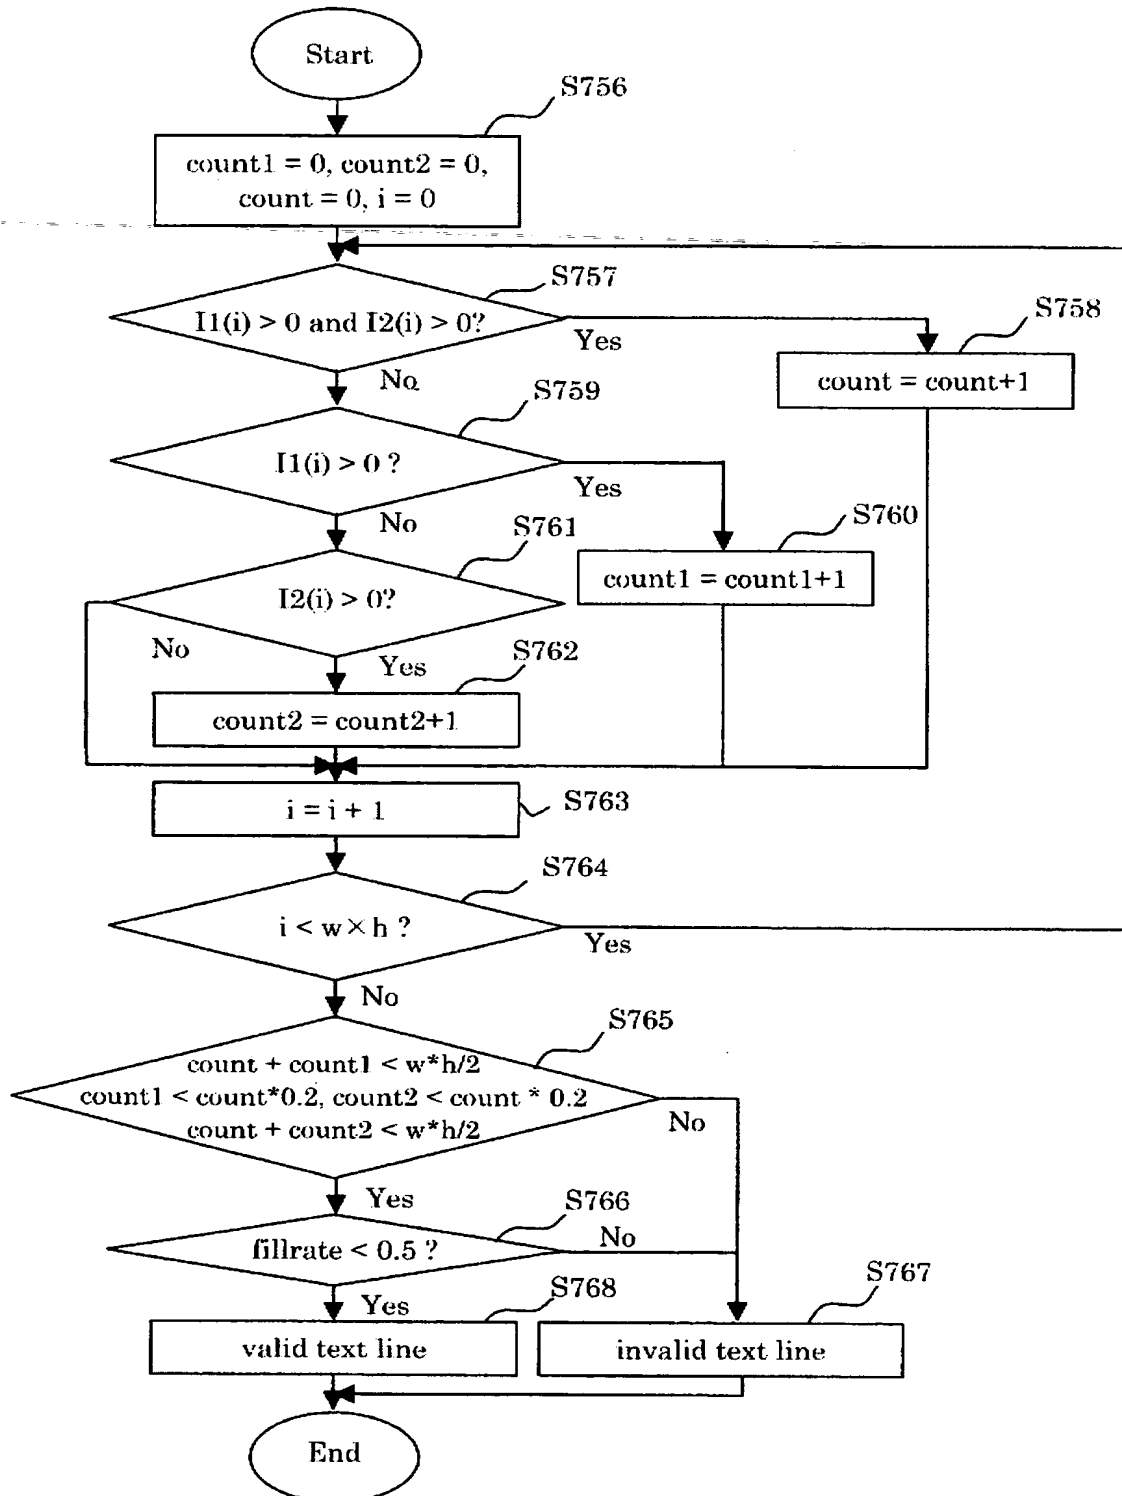 Start
S756
count1 = 0, count2 = 0,
count = 0, i = 0
S757
I1(i) > 0 and I2(i) > 0?
Yes
S758
count = count+1
No
S759
I1(i) > 0 ?
Yes
S760
count1 = count1+1
No
S761
I2(i) > 0?
No
Yes
S762
count2 = count2+1
i = i + 1
S763
S764
i < w×h ?
Yes
No
S765
count + count1 < w*h/2
count1 < count*0.2, count2 < count * 0.2
count + count2 < w*h/2
No
Yes
S766
fillrate < 0.5 ?
No
Yes
S768
valid text line
S767
invalid text line
End